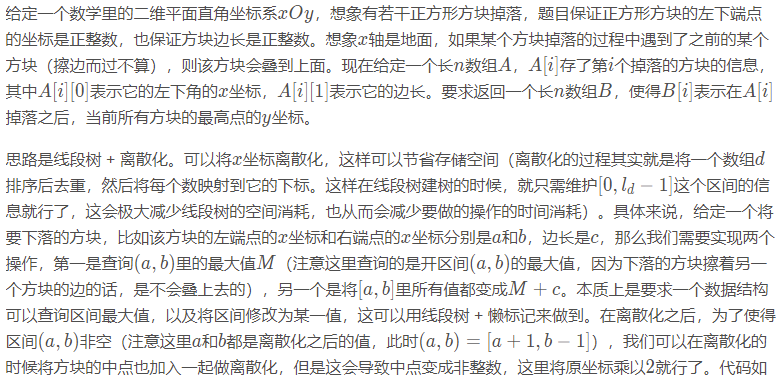 给定一个数学里的二维平面直角坐标系xOy，想象有若干正方形方块掉落，题目保证正方形方块的左下端点
的坐标是正整数，也保证方块边长是正整数。想象x轴是地面，如果某个方块掉落的过程中遇到了之前的某个
方块（擦边而过不算），则该方块会叠到上面。现在给定一个长n数组A，A[i]存了第i个掉落的方块的信息，
其中A[i][0]表示它的左下角的x坐标，A[i][1]表示它的边长。要求返回一个长n数组B，使得B[i]表示在A[i]
掉落之后，当前所有方块的最高点的y坐标。
思路是线段树 + 离散化。可以将x坐标离散化，这样可以节省存储空间（离散化的过程其实就是将一个数组d
排序后去重，然后将每个数映射到它的下标。这样在线段树建树的时候，就只需维护[0, l_d − 1]这个区间的信
息就行了，这会极大减少线段树的空间消耗，也从而会减少要做的操作的时间消耗）。具体来说，给定一个将
要下落的方块，比如该方块的左端点的x坐标和右端点的x坐标分别是a和b，边长是c，那么我们需要实现两个
操作，第一是查询(a, b)里的最大值M（注意这里查询的是开区间(a, b)的最大值，因为下落的方块擦着另一
个方块的边的话，是不会叠上去的），另一个是将[a, b]里所有值都变成M + c。本质上是要求一个数据结构
可以查询区间最大值，以及将区间修改为某一值，这可以用线段树 + 懒标记来做到。在离散化之后，为了使得
区间(a, b)非空（注意这里a和b都是离散化之后的值，此时(a, b) = [a + 1, b − 1]），我们可以在离散化的
时候将方块的中点也加入一起做离散化，但是这会导致中点变成非整数，这里将原坐标乘以2就行了。代码如